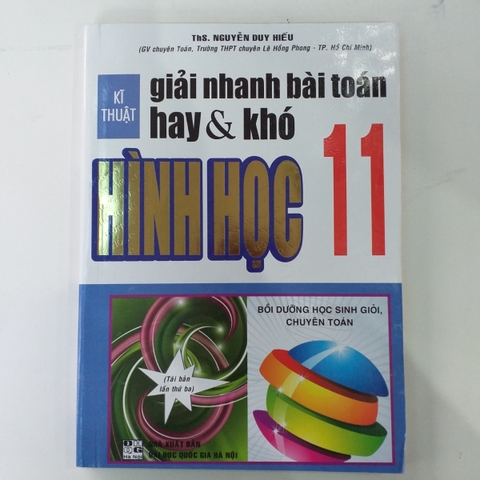 ThS. NGUYỄN DUY HIẾU
(GV chuyên Toán, Trường THPT chuyên Lê Hồng Phong - TP. Hồ Chí Minh)
KĨ THUẬT
giải nhanh bài toán
hay & khó
HÌNH HỌC 11
BỒI DƯỠNG HỌC SINH GIỎI,
CHUYÊN TOÁN
(Tái bản
lần thứ ba)
Hà Nội
NHÀ XUẤT BẢN
ĐẠI HỌC QUỐC GIA HÀ NỘI